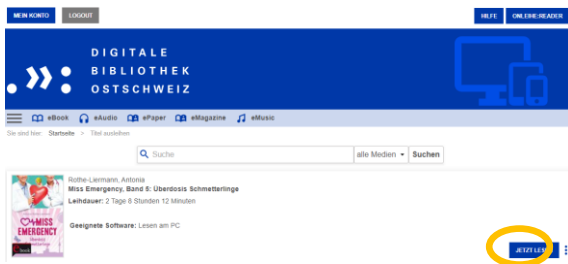 MEIN KONTO LOGOUT HILFE ONLEIHE:READER
DIGITALE
BIBLIOTHEK
OSTSCHWEIZ
eBook eAudio ePaper eMagazine eMusic
Sie sind hier: Startseite > Titel ausleihen
Suche alle Medien Suchen
Rothe-Liermann, Antonia
Miss Emergency, Band 5: Überdosis Schmetterlinge
Leihdauer: 2 Tage 8 Stunden 12 Minuten
MISS
EMERGENCY
Geeignete Software: Lesen am PC
JETZT LESEN